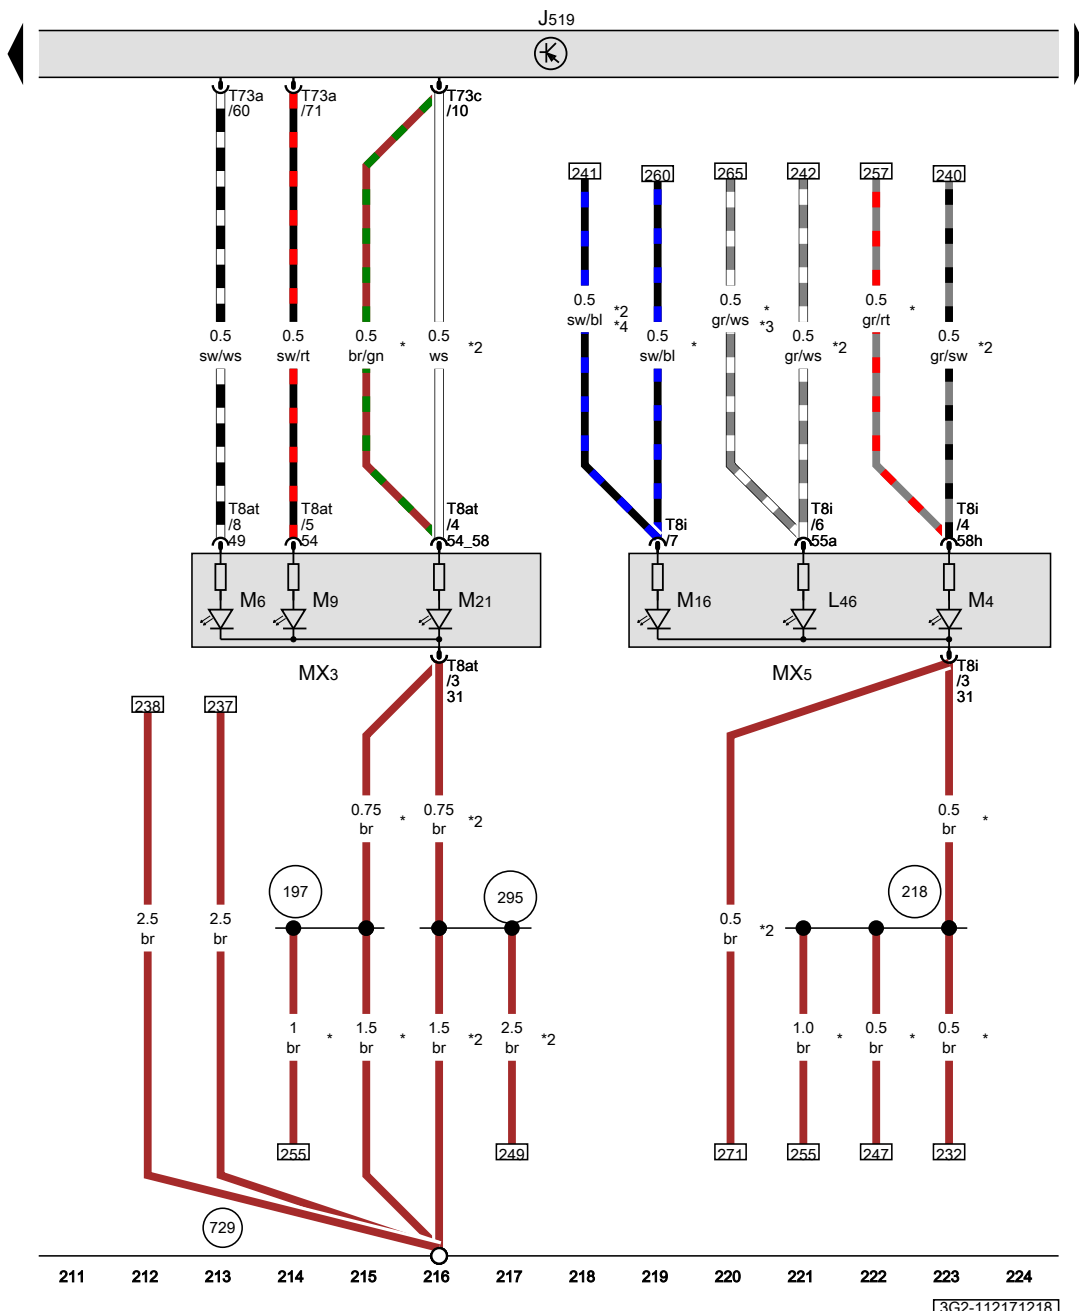 J519
T73a
/60
T73a
/71
T73c
/10
241
260
265
242
257
240
0.5
sw/ws
0.5
sw/rt
0.5
br/gn
*
0.5
ws
*2
0.5
sw/bl
*2
*4
0.5
sw/bl
*
0.5
gr/ws
*
*3
0.5
gr/ws
*2
0.5
gr/rt
*
0.5
gr/sw
*2
T8at
/8
49
T8at
/5
54
T8at
/4
54_58
T8i
/7
T8i
/6
55a
T8i
/4
58h
M6
M9
M21
M16
L46
M4
MX3
T8at
/3
31
MX5
T8i
/3
31
238
237
0.75
br
*
0.75
br
*2
0.5
br
*
197
295
218
2.5
br
2.5
br
0.5
br
*2
1
br
*
1.5
br
*
1.5
br
*2
2.5
br
*2
1.0
br
*
0.5
br
*
0.5
br
*
255
249
271
255
247
232
729
211 212 213 214 215 216 217 218 219 220 221 222 223 224
3G2-112171218